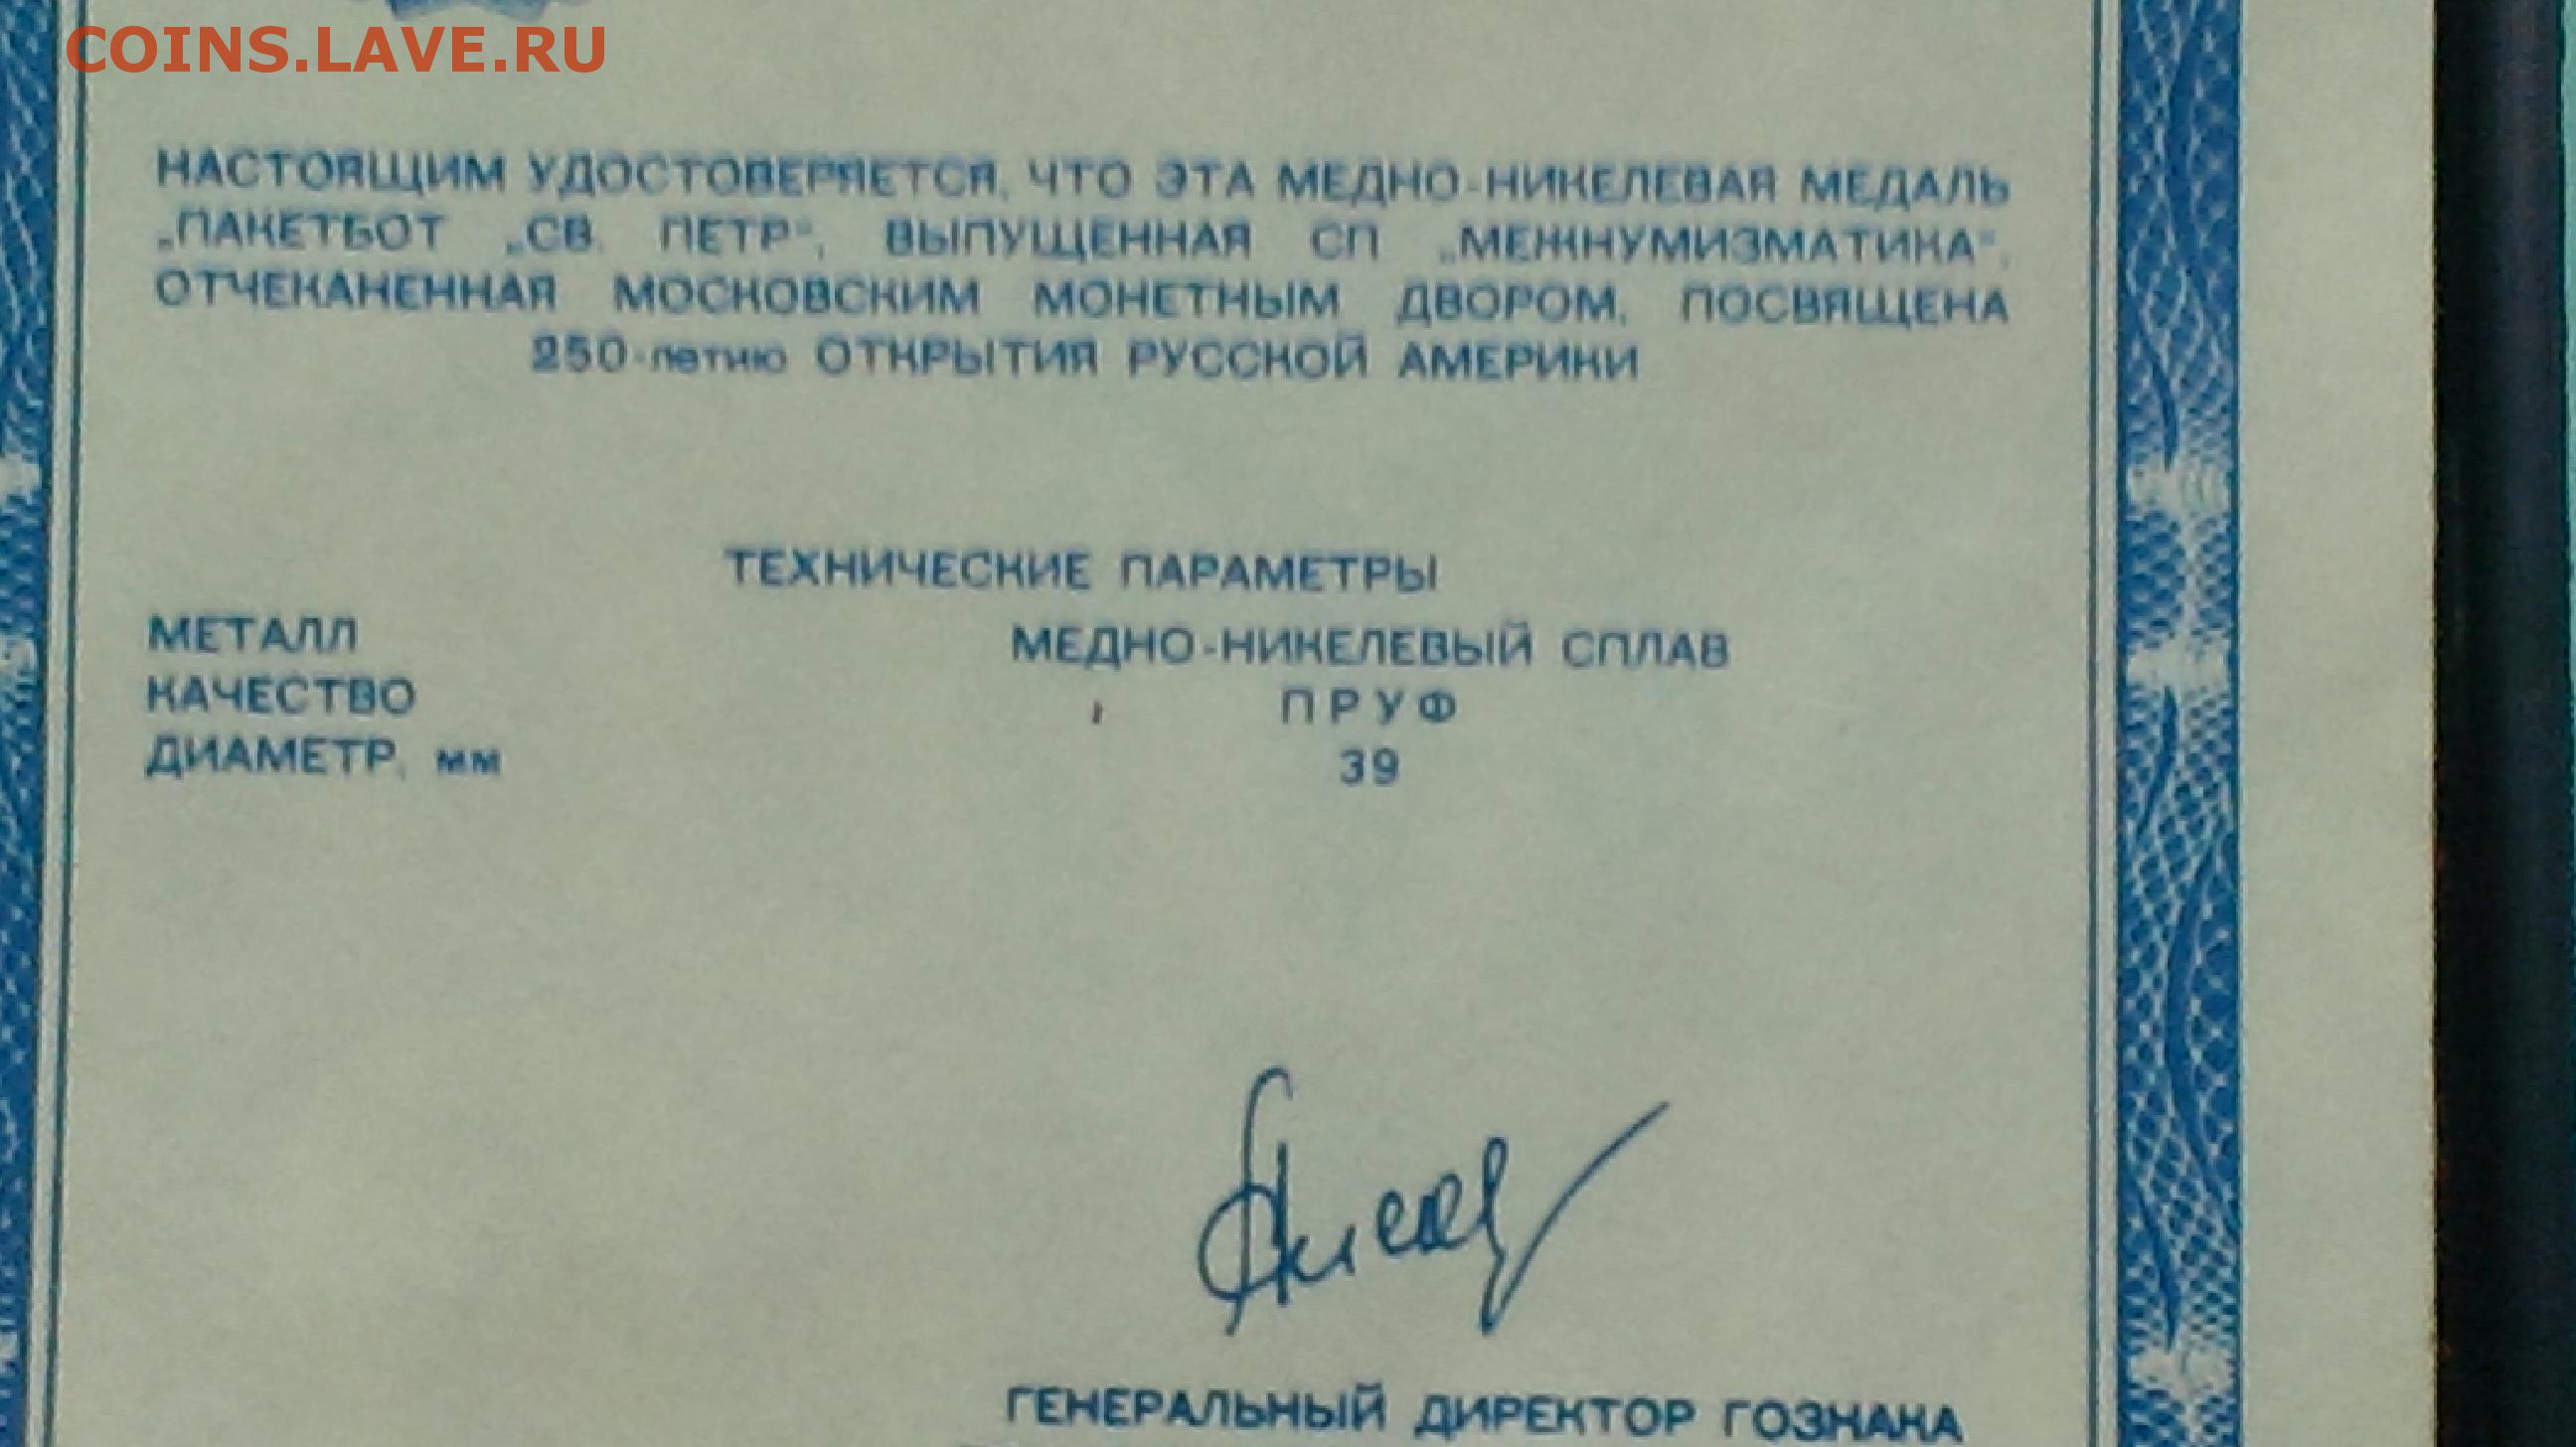 COINS.LAVE.RU
НАСТОЯЩИМ УДОСТОВЕРЯЕТСЯ, ЧТО ЭТА МЕДНО-НИКЕЛЕВАЯ МЕДАЛЬ
„ПАКЕТБОТ „СВ. ПЕТР“, ВЫПУЩЕННАЯ СП „МЕЖНУМИЗМАТИКА“,
ОТЧЕКАНЕННАЯ МОСКОВСКИМ МОНЕТНЫМ ДВОРОМ, ПОСВЯЩЕНА
250-летию ОТКРЫТИЯ РУССКОЙ АМЕРИКИ
ТЕХНИЧЕСКИЕ ПАРАМЕТРЫ
МЕТАЛЛ МЕДНО-НИКЕЛЕВЫЙ СПЛАВ
КАЧЕСТВО ПРУФ
ДИАМЕТР, мм 39
ГЕНЕРАЛЬНЫЙ ДИРЕКТОР ГОЗНАКА